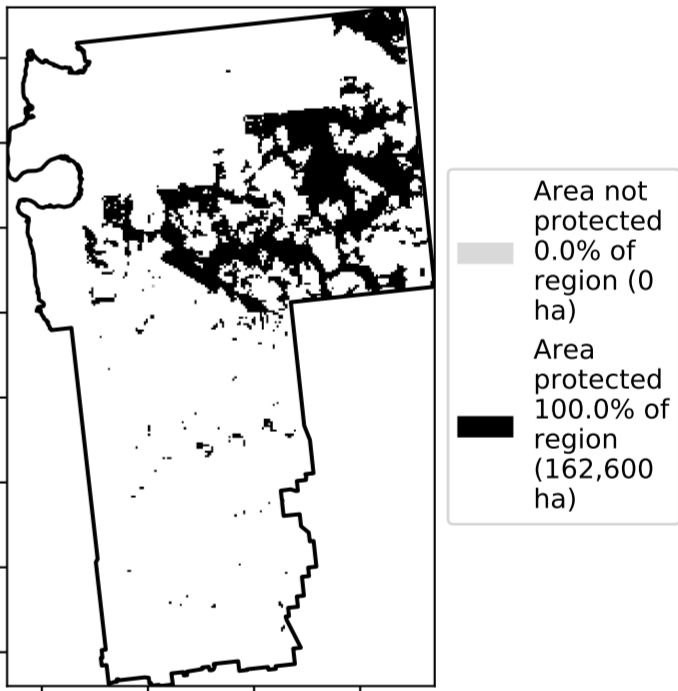 Area not
protected
0.0% of
region (0
ha)
Area
protected
100.0% of
region
(162,600
ha)